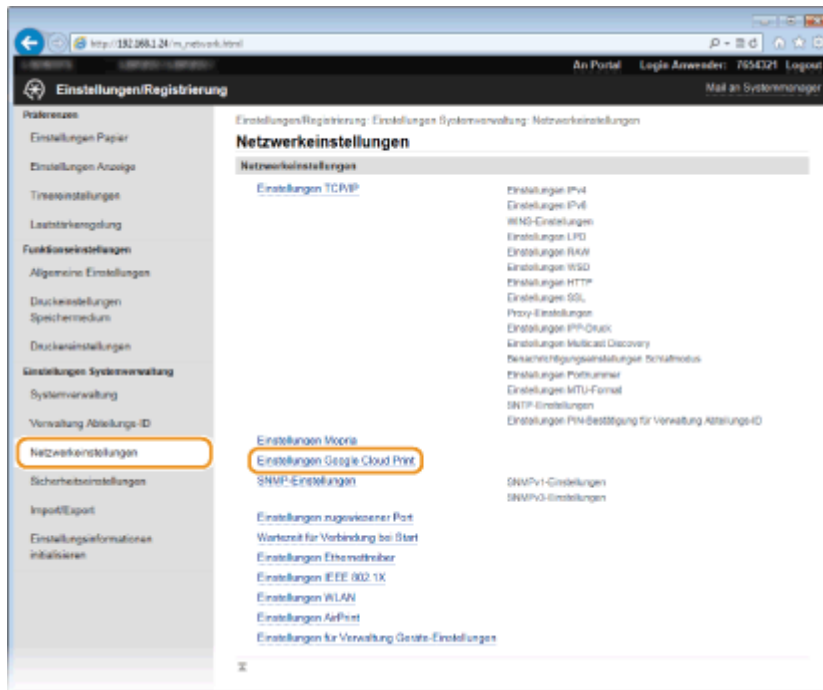 http://192.168.1.24/m_network.html
An Portal Login Anwender: 7654321 Logout
Einstellungen/Registrierung
Mail an Systemmanager
Präferenzen
Einstellungen Papier
Einstellungen Anzeige
Timereinstellungen
Lautstärkeregelung
Funktionseinstellungen
Allgemeine Einstellungen
Druckeinstellungen
Speichermedium
Druckereinstellungen
Einstellungen Systemverwaltung
Systemverwaltung
Verwaltung Abteilungs-ID
Netzwerkeinstellungen
Sicherheitseinstellungen
Import/Export
Einstellungsinformationen
initialisieren
Einstellungen/Registrierung: Einstellungen Systemverwaltung: Netzwerkeinstellungen
Netzwerkeinstellungen
Netzwerkeinstellungen
Einstellungen TCP/IP
Einstellungen IPv4
Einstellungen IPv6
WINS-Einstellungen
Einstellungen LPD
Einstellungen RAW
Einstellungen WSD
Einstellungen HTTP
Einstellungen SSL
Proxy-Einstellungen
Einstellungen IPP-Druck
Einstellungen Multicast Discovery
Benachrichtigungseinstellungen Schlafmodus
Einstellungen Portnummer
Einstellungen MTU-Format
SNTP-Einstellungen
Einstellungen PIN-Bestätigung für Verwaltung Abteilungs-ID
Einstellungen Mopria
Einstellungen Google Cloud Print
SNMP-Einstellungen
SNMPv1-Einstellungen
SNMPv3-Einstellungen
Einstellungen zugewiesener Port
Wartezeit für Verbindung bei Start
Einstellungen Ethernettreiber
Einstellungen IEEE 802.1X
Einstellungen WLAN
Einstellungen AirPrint
Einstellungen für Verwaltung Geräte-Einstellungen